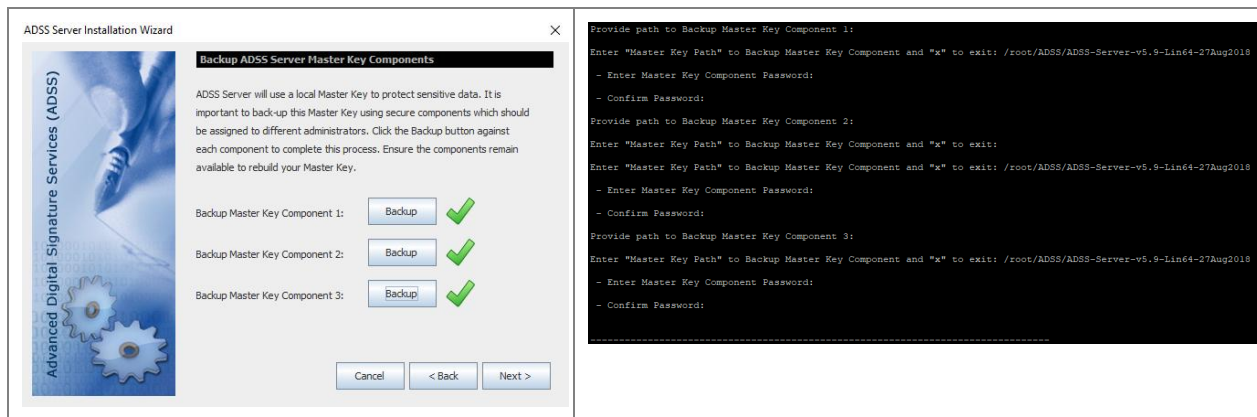 ADSS Server Installation Wizard
Advanced Digital Signature Services (ADSS)
Backup ADSS Server Master Key Components
ADSS Server will use a local Master Key to protect sensitive data. It is
important to back-up this Master Key using secure components which should
be assigned to different administrators. Click the Backup button against
each component to complete this process. Ensure the components remain
available to rebuild your Master Key.
Backup Master Key Component 1: Backup
Backup Master Key Component 2: Backup
Backup Master Key Component 3: Backup
Cancel < Back Next >
Provide path to Backup Master Key Component 1:
Enter "Master Key Path" to Backup Master Key Component and "x" to exit: /root/ADSS/ADSS-Server-v5.9-Lin64-27Aug2018
- Enter Master Key Component Password:
- Confirm Password:
Provide path to Backup Master Key Component 2:
Enter "Master Key Path" to Backup Master Key Component and "x" to exit:
Enter "Master Key Path" to Backup Master Key Component and "x" to exit: /root/ADSS/ADSS-Server-v5.9-Lin64-27Aug2018
- Enter Master Key Component Password:
- Confirm Password:
Provide path to Backup Master Key Component 3:
Enter "Master Key Path" to Backup Master Key Component and "x" to exit: /root/ADSS/ADSS-Server-v5.9-Lin64-27Aug2018
- Enter Master Key Component Password:
- Confirm Password: